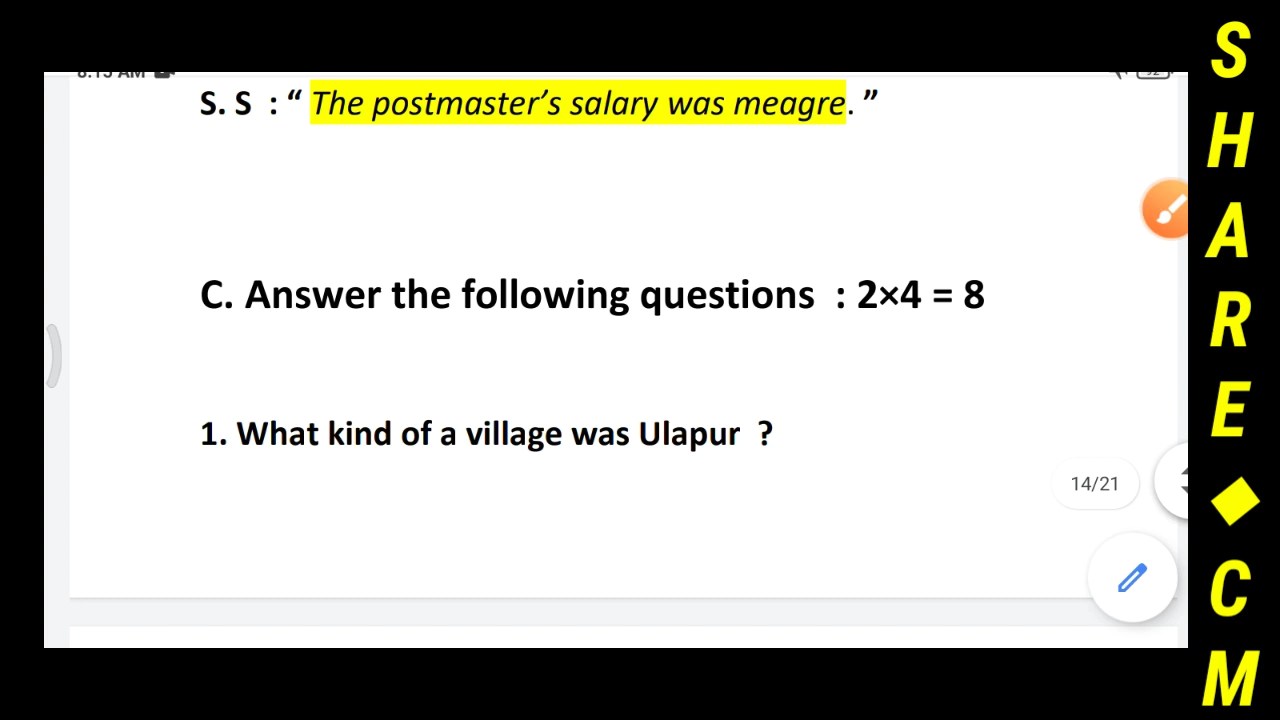 S. S : “ The postmaster’s salary was meagre. ”
C. Answer the following questions : 2×4 = 8
1. What kind of a village was Ulapur ?
14/21
S
H
A
R
E
◆
C
M